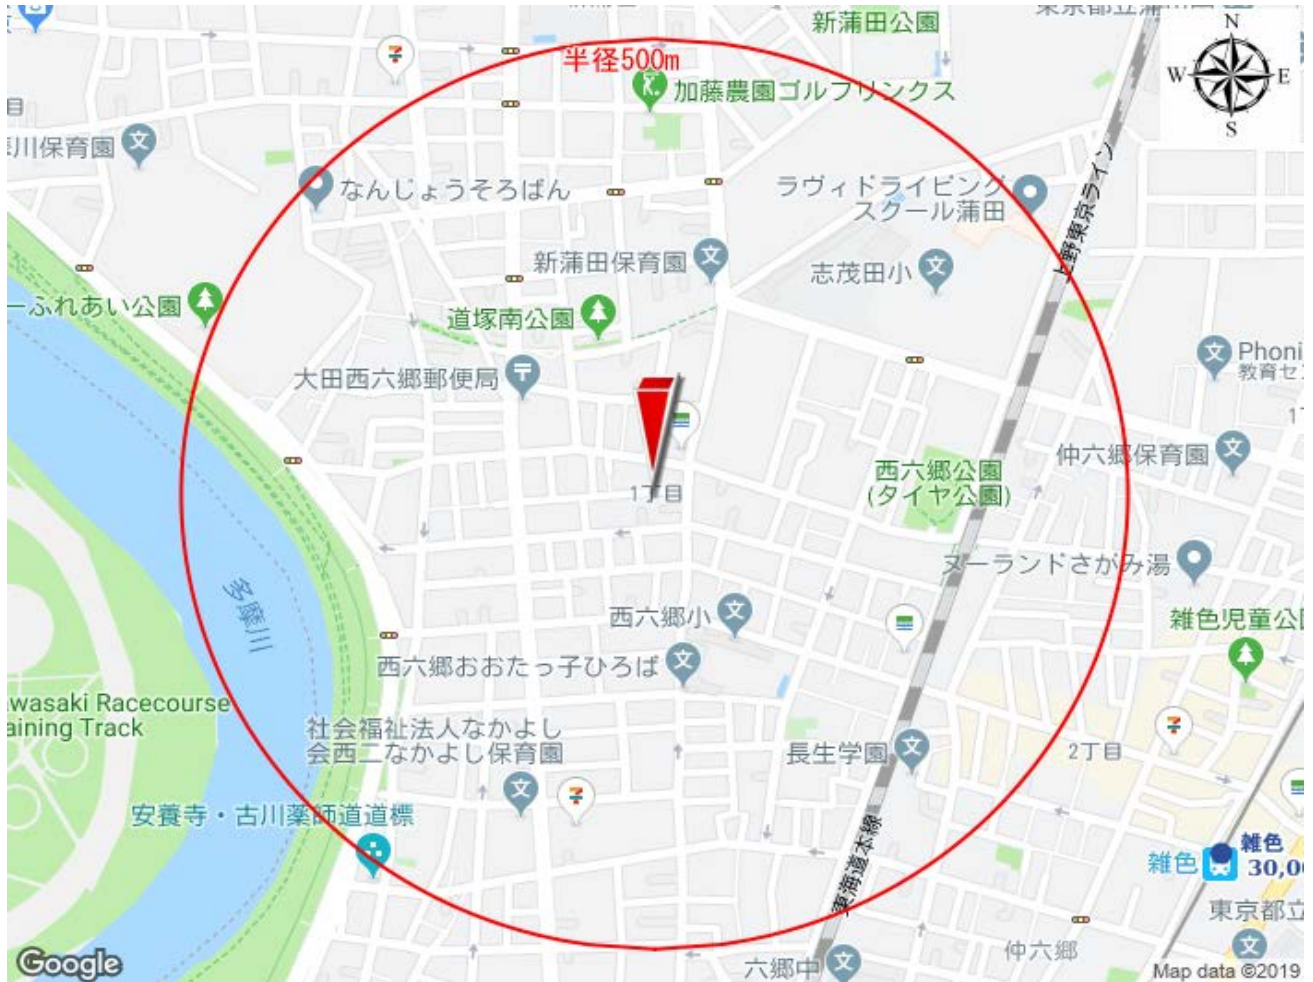 新蒲田公園
N
W
E
S
半径500m
加藤農園ゴルフリンクス
川保育園
なんじょうそろばん
ラヴィドライビング
スクール蒲田
上野東京ライン
新蒲田保育園
志茂田小
ーふれあい公園
道塚南公園
Phoni
教育セ
大田西六郷郵便局
1丁目
西六郷公園
(タイヤ公園)
仲六郷保育園
ヌーランドさがみ湯
多摩川
西六郷小
雑色児童公
西六郷おおたっ子ひろば
wasaki Racecourse
aining Track
社会福祉法人なかよし
会西二なかよし保育園
長生学園
2丁目
安養寺・古川薬師道道標
東海道本線
雑色
雑色
30,0
東京都立
仲六郷
六郷中
Google
Map data ©2019